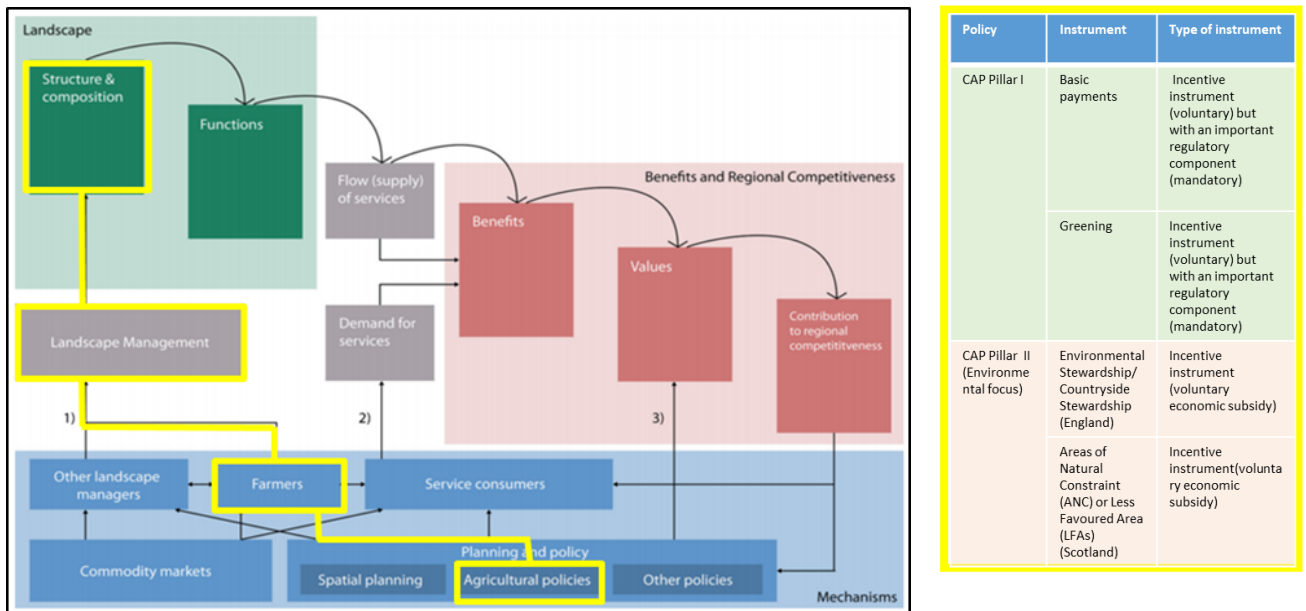 Landscape
Structure &
composition
Functions
Flow (supply)
of services
Benefits and Regional Competitiveness
Benefits
Values
Contribution
to regional
competititveness
Landscape Management
Demand for
services
1)
2)
3)
Other landscape
managers
Farmers
Service consumers
Commodity markets
Planning and policy
Spatial planning
Agricultural policies
Other policies
Mechanisms
Policy
Instrument
Type of instrument
CAP Pillar I
Basic
payments
Incentive
instrument
(voluntary) but
with an important
regulatory
component
(mandatory)
Greening
Incentive
instrument
(voluntary) but
with an important
regulatory
component
(mandatory)
CAP Pillar II
(Environme
ntal focus)
Environmental
Stewardship/
Countryside
Stewardship
(England)
Incentive
instrument
(voluntary
economic subsidy)
Areas of
Natural
Constraint
(ANC) or Less
Favoured Area
(LFAs)
(Scotland)
Incentive
instrument(volunta
ry economic
subsidy)